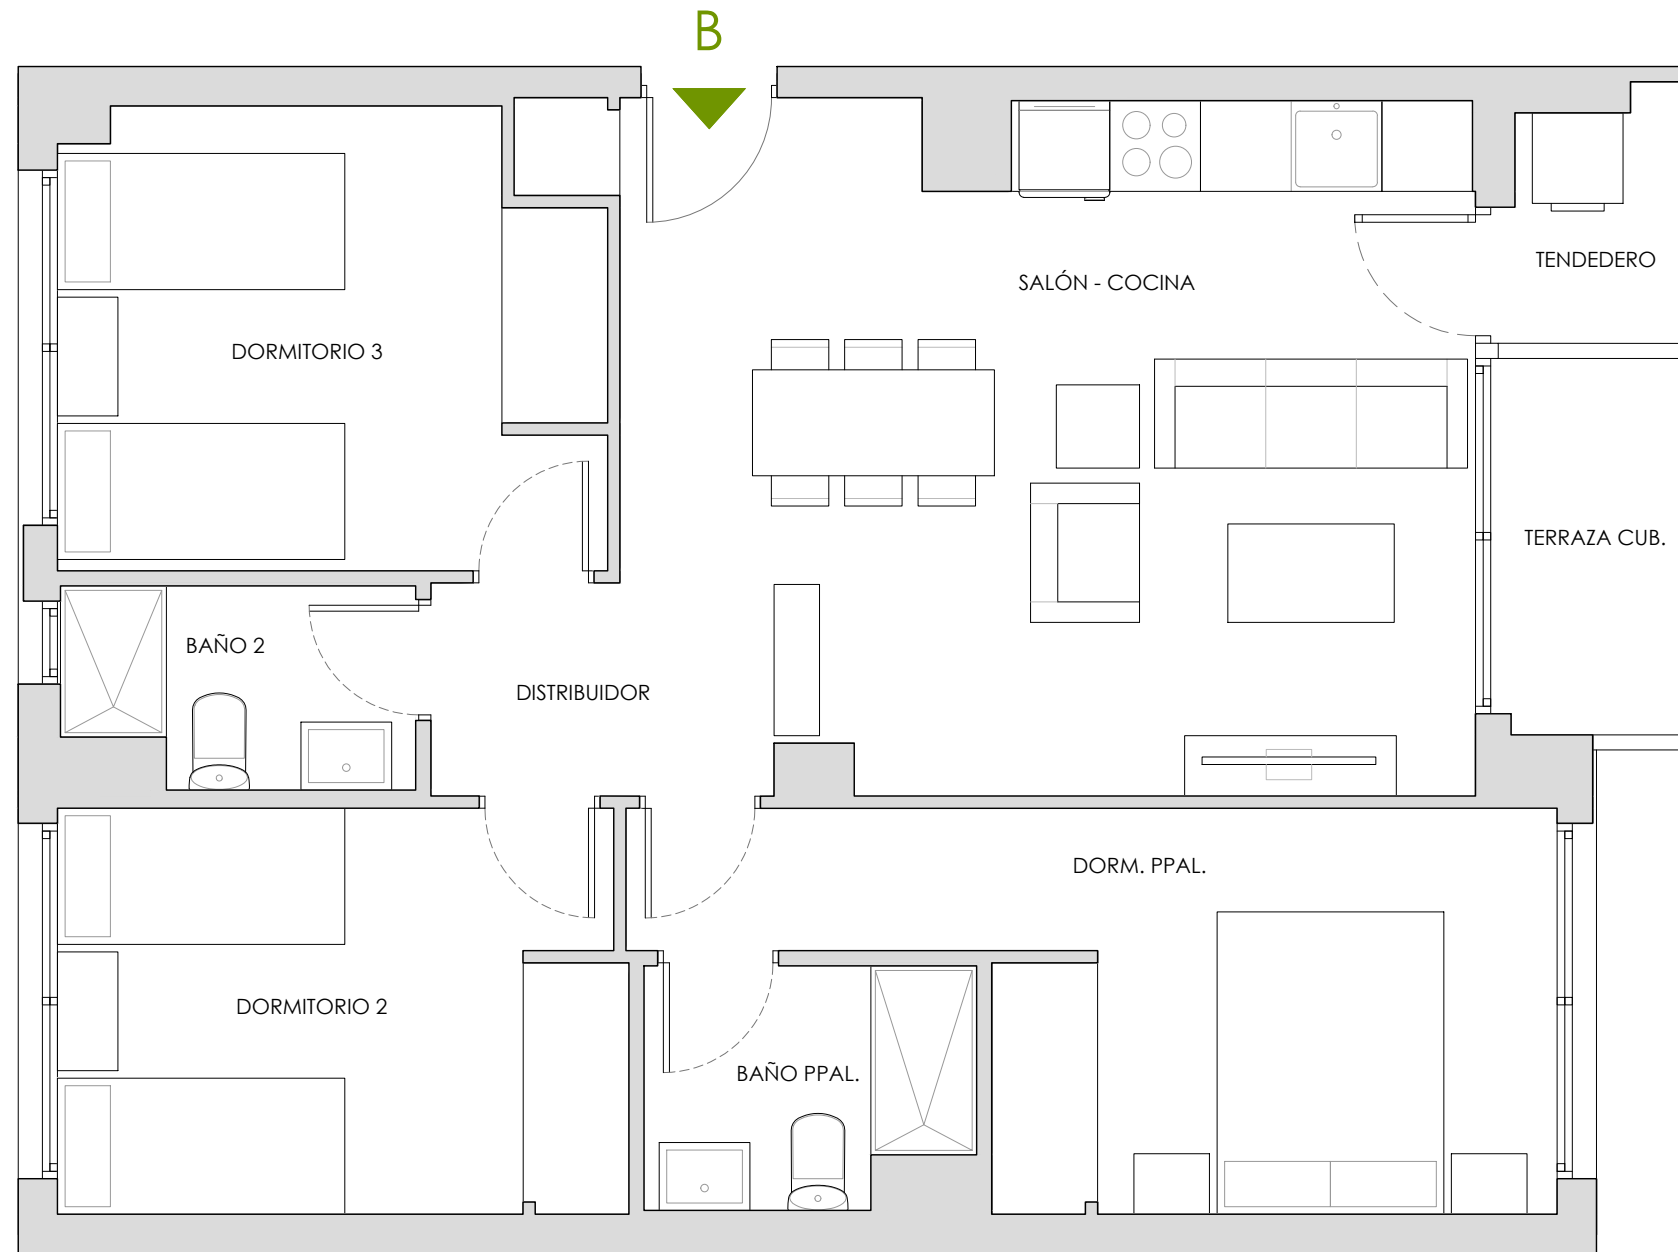 B
TENDEDERO
SALÓN - COCINA
DORMITORIO 3
TERRAZA CUB.
BAÑO 2
DISTRIBUIDOR
DORM. PPAL.
DORMITORIO 2
BAÑO PPAL.